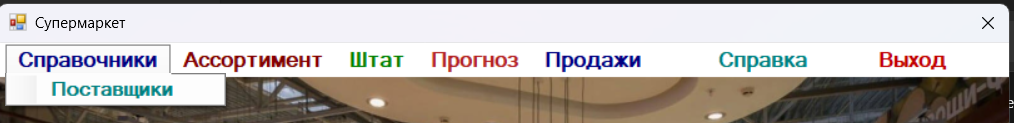 Супермаркет
Справочники Ассортимент Штат Прогноз Продажи Справка Выход
Поставщики